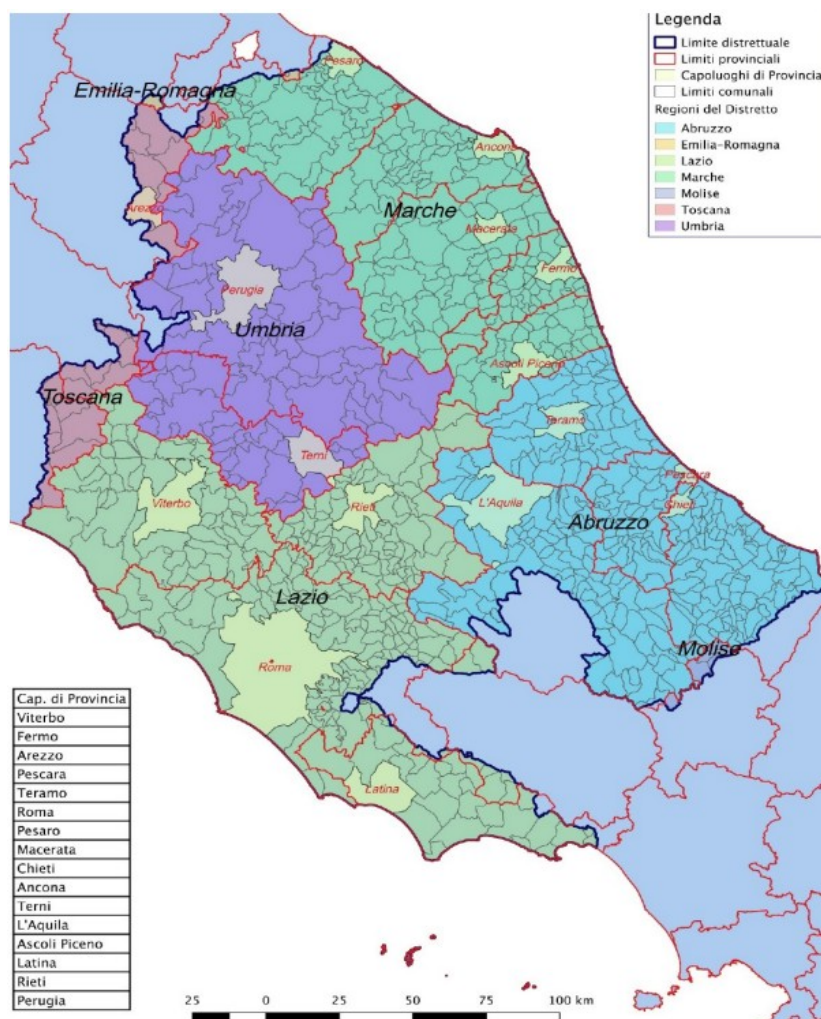 Legenda
Limite distrettuale
Limiti provinciali
Capoluoghi di Provincia
Limiti comunali
Regioni del Distretto
Abruzzo
Emilia-Romagna
Lazio
Marche
Molise
Toscana
Umbria
Pesaro
Emilia-Romagna
Ancona
Arezzo
Marche
Macerata
Fermo
Perugia
Umbria
Ascoli Piceno
Toscana
Teramo
Terni
Pescara
Viterbo
Rieti
L'Aquila
Chieti
Abruzzo
Lazio
Molise
Roma
Latina
Cap. di Provincia
Viterbo
Fermo
Arezzo
Pescara
Teramo
Roma
Pesaro
Macerata
Chieti
Ancona
Terni
L'Aquila
Ascoli Piceno
Latina
Rieti
Perugia
25 0 25 50 75 100 km